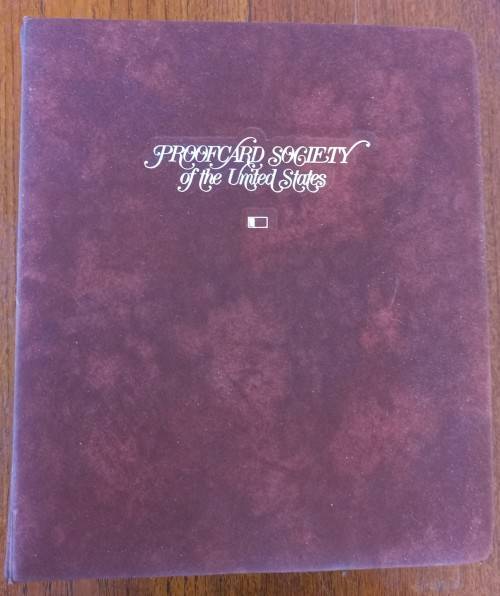 PROOFCARD SOCIETY
of the United States